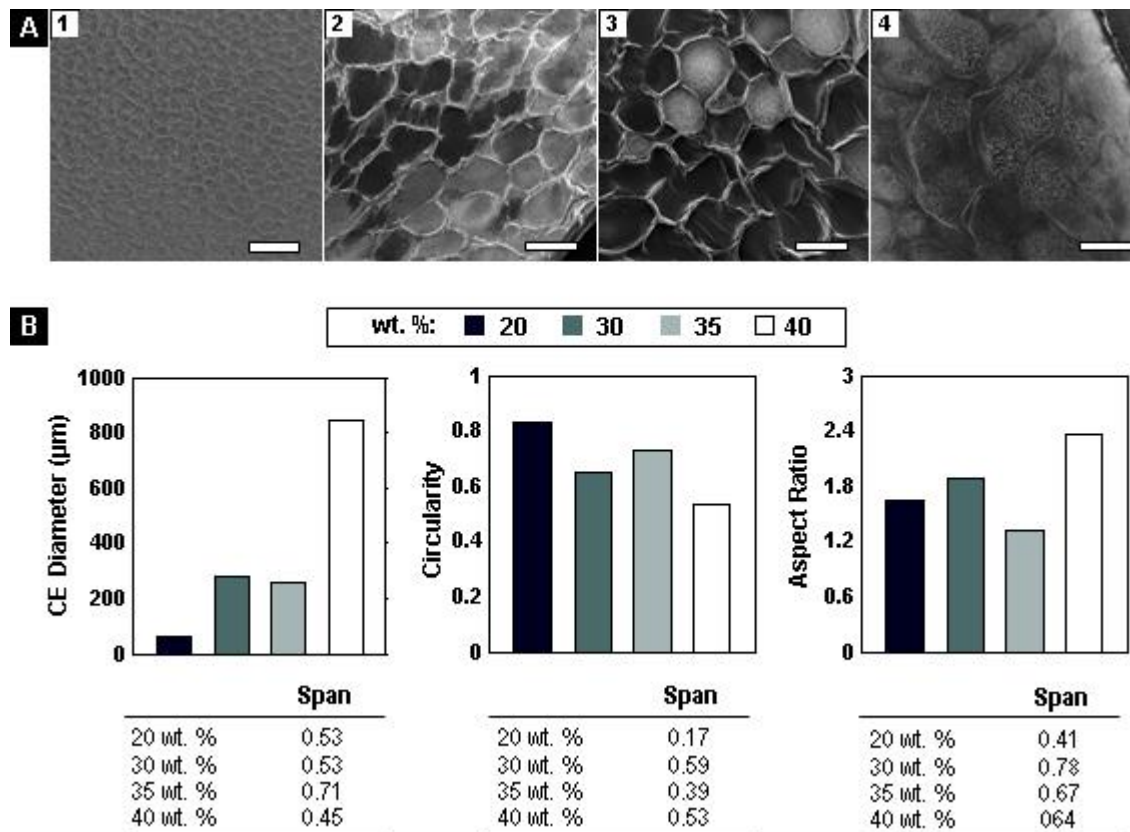 A 1 2 3 4
B
wt. %: 20 30 35 40
CE Diameter (µm)
1000
800
600
400
200
0
Span
20 wt. % 0.53
30 wt. % 0.53
35 wt. % 0.71
40 wt. % 0.45
Circularity
1
0.8
0.6
0.4
0.2
0
Span
20 wt. % 0.17
30 wt. % 0.59
35 wt. % 0.39
40 wt. % 0.53
Aspect Ratio
3
2.4
1.8
1.2
0.6
0
Span
20 wt. % 0.41
30 wt. % 0.78
35 wt. % 0.67
40 wt. % 064